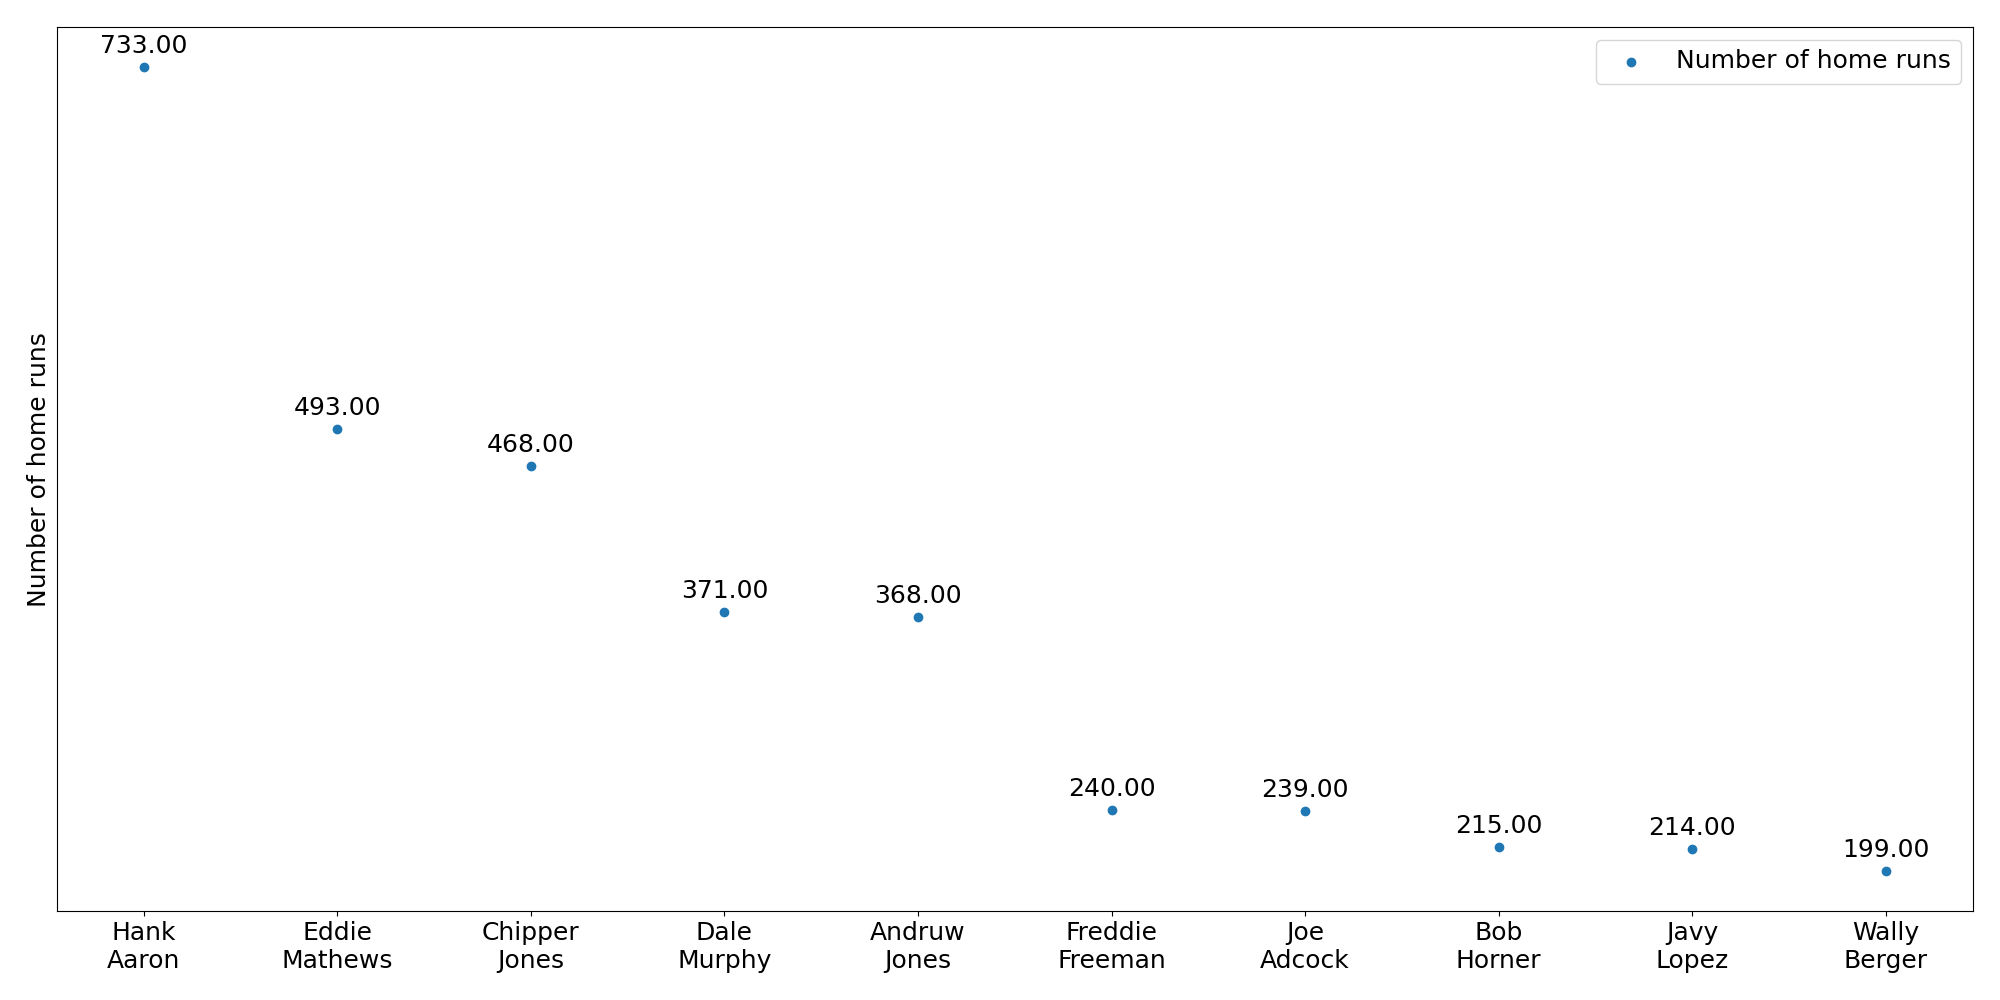 733.00
Number of home runs
493.00
468.00
371.00
368.00
240.00
239.00
215.00
214.00
199.00
Number of home runs
Hank
Aaron
Eddie
Mathews
Chipper
Jones
Dale
Murphy
Andruw
Jones
Freddie
Freeman
Joe
Adcock
Bob
Horner
Javy
Lopez
Wally
Berger